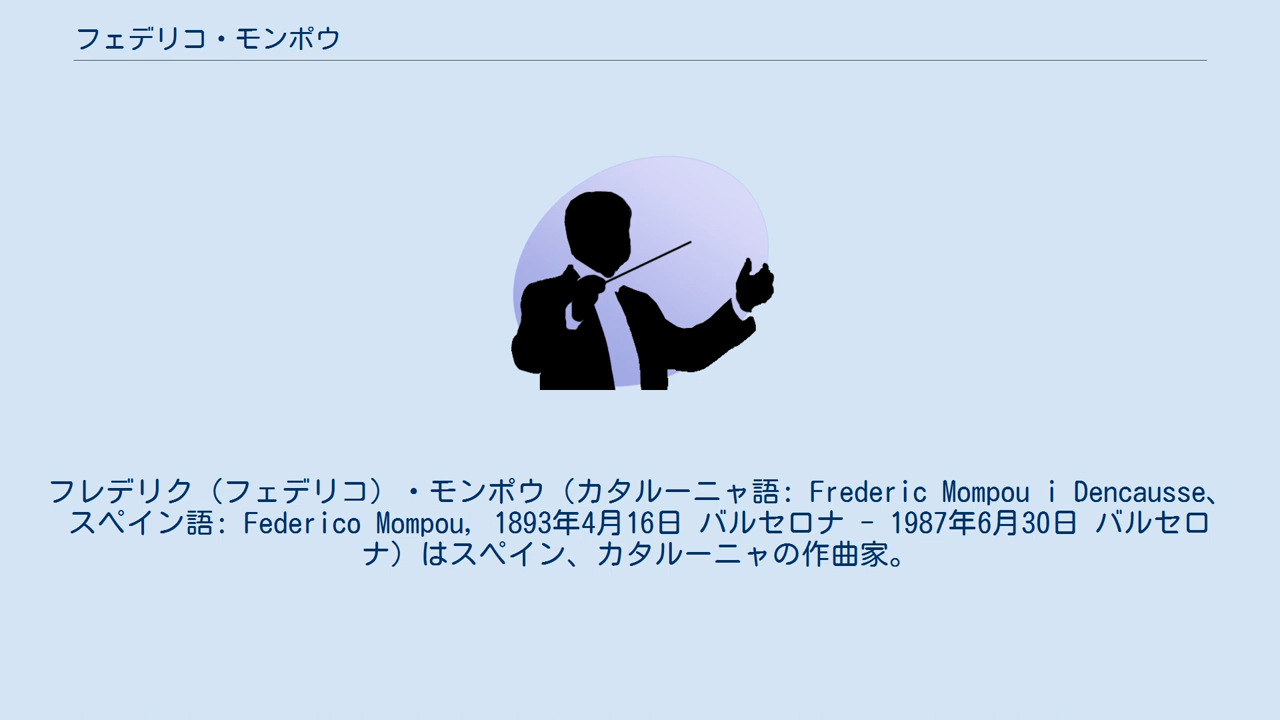 フェデリコ・モンポウ
フレデリク（フェデリコ）・モンポウ（カタルーニャ語: Frederic Mompou i Dencausse、
スペイン語: Federico Mompou, 1893年4月16日 バルセロナ - 1987年6月30日 バルセロ
ナ）はスペイン、カタルーニャの作曲家。